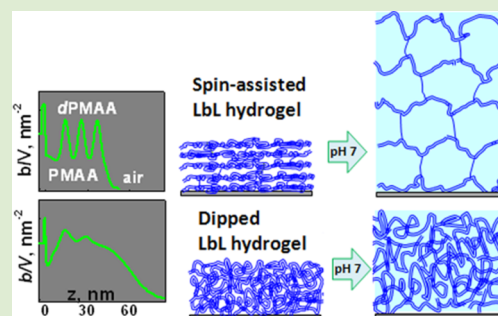 b/V, nm⁻²
dPMAA
PMAA
air
Spin-assisted
LbL hydrogel
pH 7
b/V, nm⁻²
z, nm
0 30 60
Dipped
LbL hydrogel
pH 7